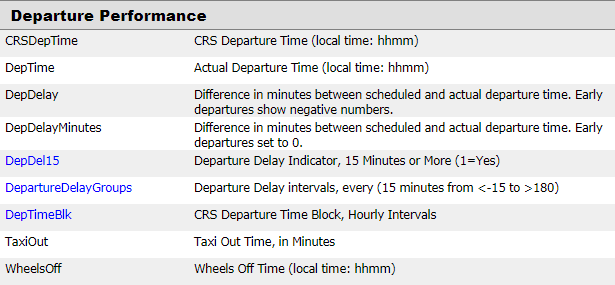 Departure Performance
CRSDepTime CRS Departure Time (local time: hhmm)
DepTime Actual Departure Time (local time: hhmm)
DepDelay Difference in minutes between scheduled and actual departure time. Early
departures show negative numbers.
DepDelayMinutes Difference in minutes between scheduled and actual departure time. Early
departures set to 0.
DepDel15 Departure Delay Indicator, 15 Minutes or More (1=Yes)
DepartureDelayGroups Departure Delay intervals, every (15 minutes from <-15 to >180)
DepTimeBlk CRS Departure Time Block, Hourly Intervals
TaxiOut Taxi Out Time, in Minutes
WheelsOff Wheels Off Time (local time: hhmm)